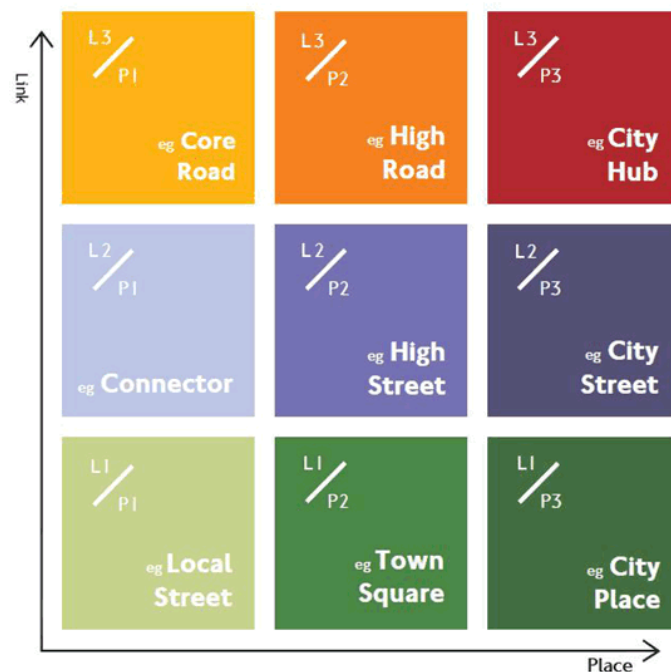 Link
L3
P1
eg Core
Road
L3
P2
eg High
Road
L3
P3
eg City
Hub
L2
P1
eg Connector
L2
P2
eg High
Street
L2
P3
eg City
Street
L1
P1
eg Local
Street
L1
P2
eg Town
Square
L1
P3
eg City
Place
Place